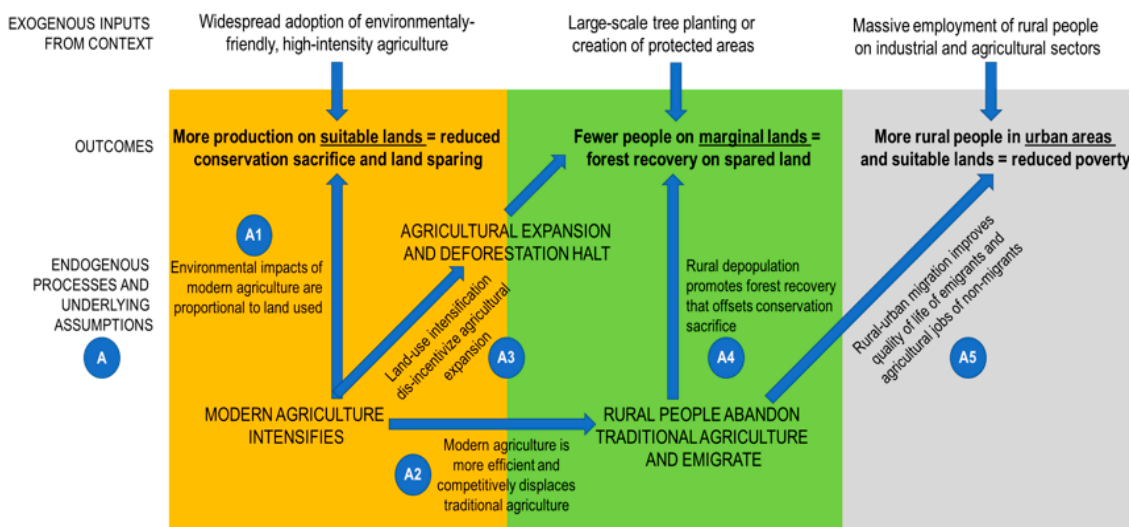 EXOGENOUS INPUTS
FROM CONTEXT
Widespread adoption of environmentaly-
friendly, high-intensity agriculture
Large-scale tree planting or
creation of protected areas
Massive employment of rural people
on industrial and agricultural sectors
OUTCOMES
More production on suitable lands = reduced
conservation sacrifice and land sparing
Fewer people on marginal lands =
forest recovery on spared land
More rural people in urban areas
and suitable lands = reduced poverty
ENDOGENOUS
PROCESSES AND
UNDERLYING
ASSUMPTIONS
A
A1
Environmental impacts of
modern agriculture are
proportional to land used
AGRICULTURAL EXPANSION
AND DEFORESTATION HALT
Land-use intensification
dis-incentivize agricultural
expansion
A3
Rural depopulation
promotes forest recovery
that offsets conservation
sacrifice
A4
Rural-urban migration improves
quality of life of emigrants and
agricultural jobs of non-migrants
A5
MODERN AGRICULTURE
INTENSIFIES
A2
Modern agriculture is
more efficient and
competitively displaces
traditional agriculture
RURAL PEOPLE ABANDON
TRADITIONAL AGRICULTURE
AND EMIGRATE